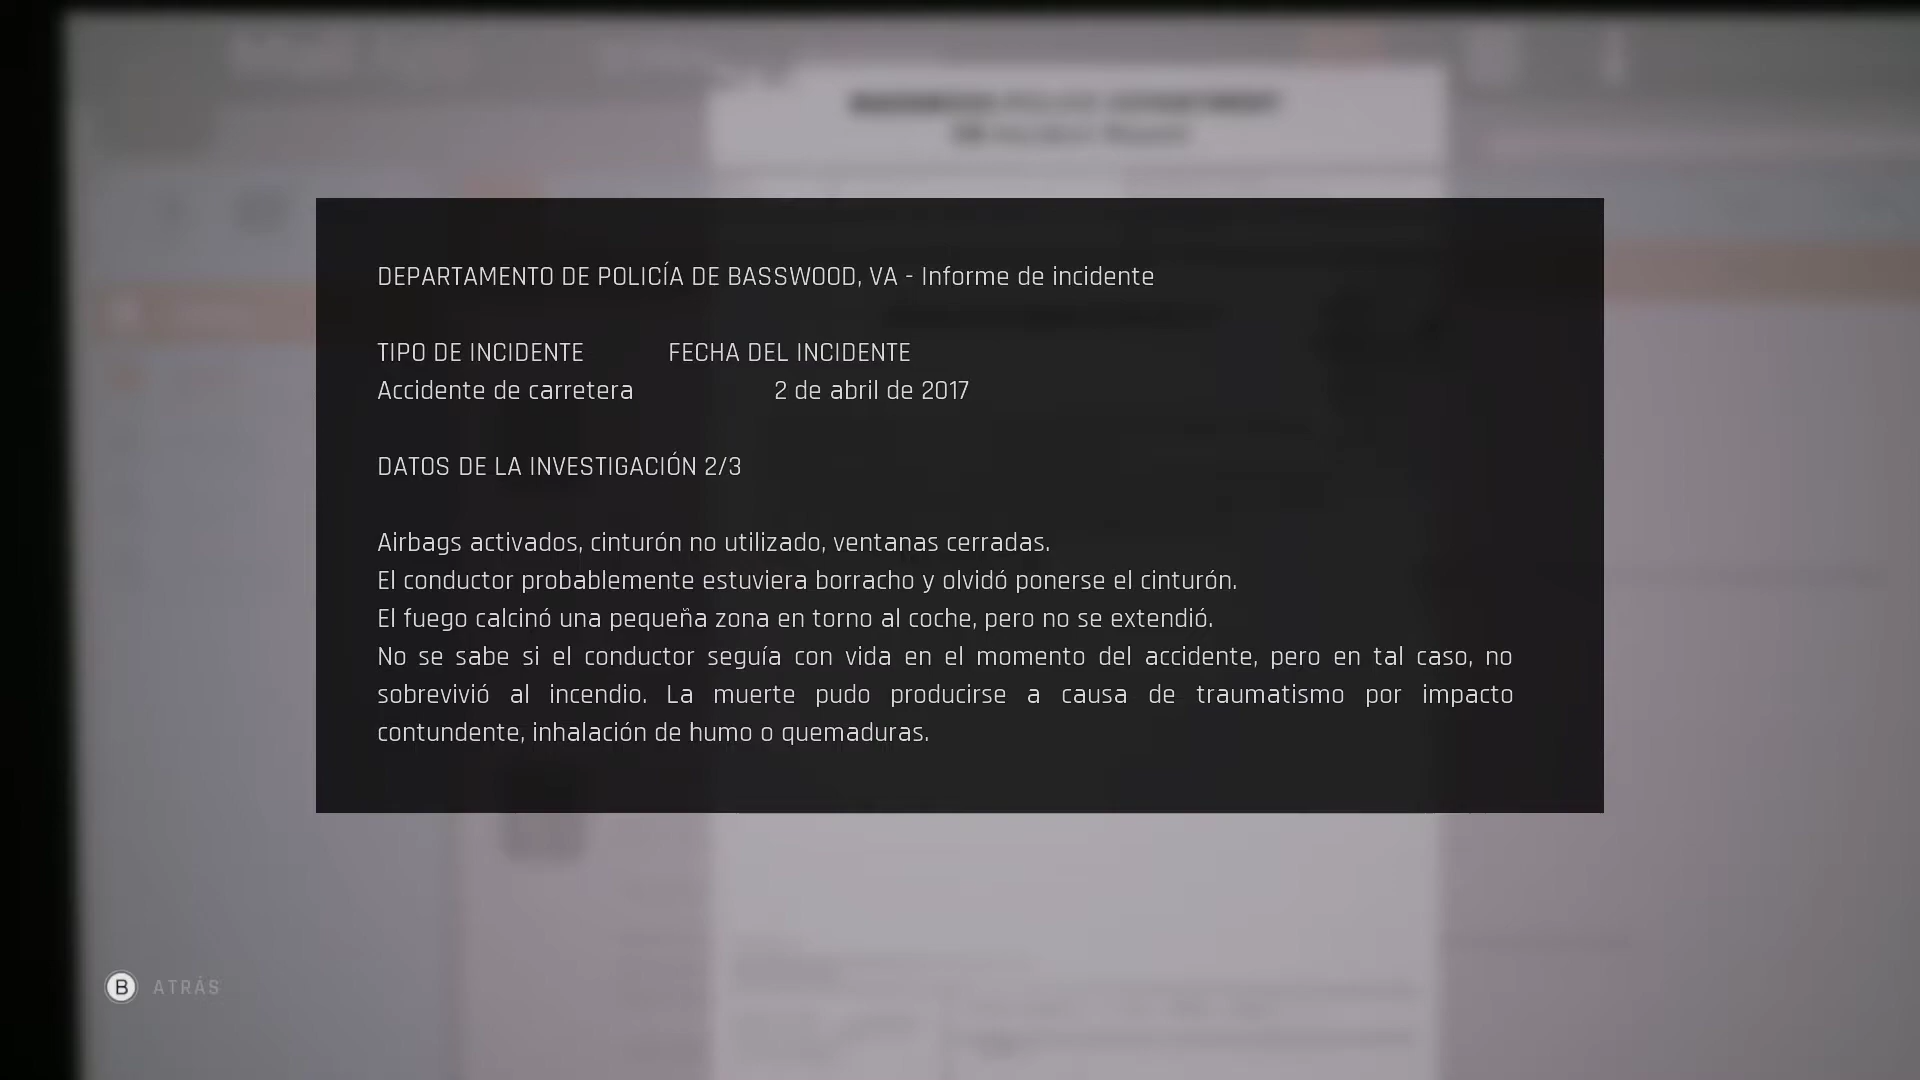 DEPARTAMENTO DE POLICÍA DE BASSWOOD, VA - Informe de incidente
TIPO DE INCIDENTE FECHA DEL INCIDENTE
Accidente de carretera 2 de abril de 2017
DATOS DE LA INVESTIGACIÓN 2/3
Airbags activados, cinturón no utilizado, ventanas cerradas.
El conductor probablemente estuviera borracho y olvidó ponerse el cinturón.
El fuego calcinó una pequeña zona en torno al coche, pero no se extendió.
No se sabe si el conductor seguía con vida en el momento del accidente, pero en tal caso, no
sobrevivió al incendio. La muerte pudo producirse a causa de traumatismo por impacto
contundente, inhalación de humo o quemaduras.
B ATRÁS